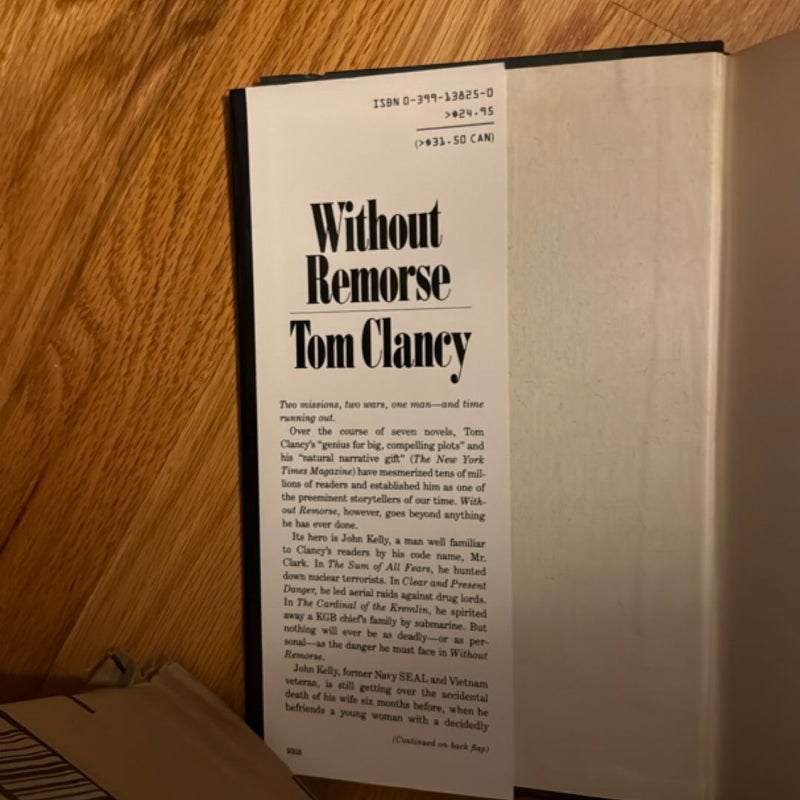 ISBN 0-399-13825-0
>$24.95
(>$31.50 CAN)
Without
Remorse
Tom Clancy
Two missions, two wars, one man—and time
running out.
Over the course of seven novels, Tom
Clancy's "genius for big, compelling plots" and
his "natural narrative gift" (The New York
Times Magazine) have mesmerized tens of mil-
lions of readers and established him as one of
the preeminent storytellers of our time. With-
out Remorse, however, goes beyond anything
he has ever done.
Its hero is John Kelly, a man well familiar
to Clancy's readers by his code name, Mr.
Clark. In The Sum of All Fears, he hunted
down nuclear terrorists. In Clear and Present
Danger, he led aerial raids against drug lords.
In The Cardinal of the Kremlin, he spirited
away a KGB chief's family by submarine. But
nothing will ever be as deadly—or as per-
sonal—as the danger he must face in Without
Remorse.
John Kelly, former Navy SEAL and Vietnam
veteran, is still getting over the accidental
death of his wife six months before, when he
befriends a young woman with a decidedly
(Continued on back flap)